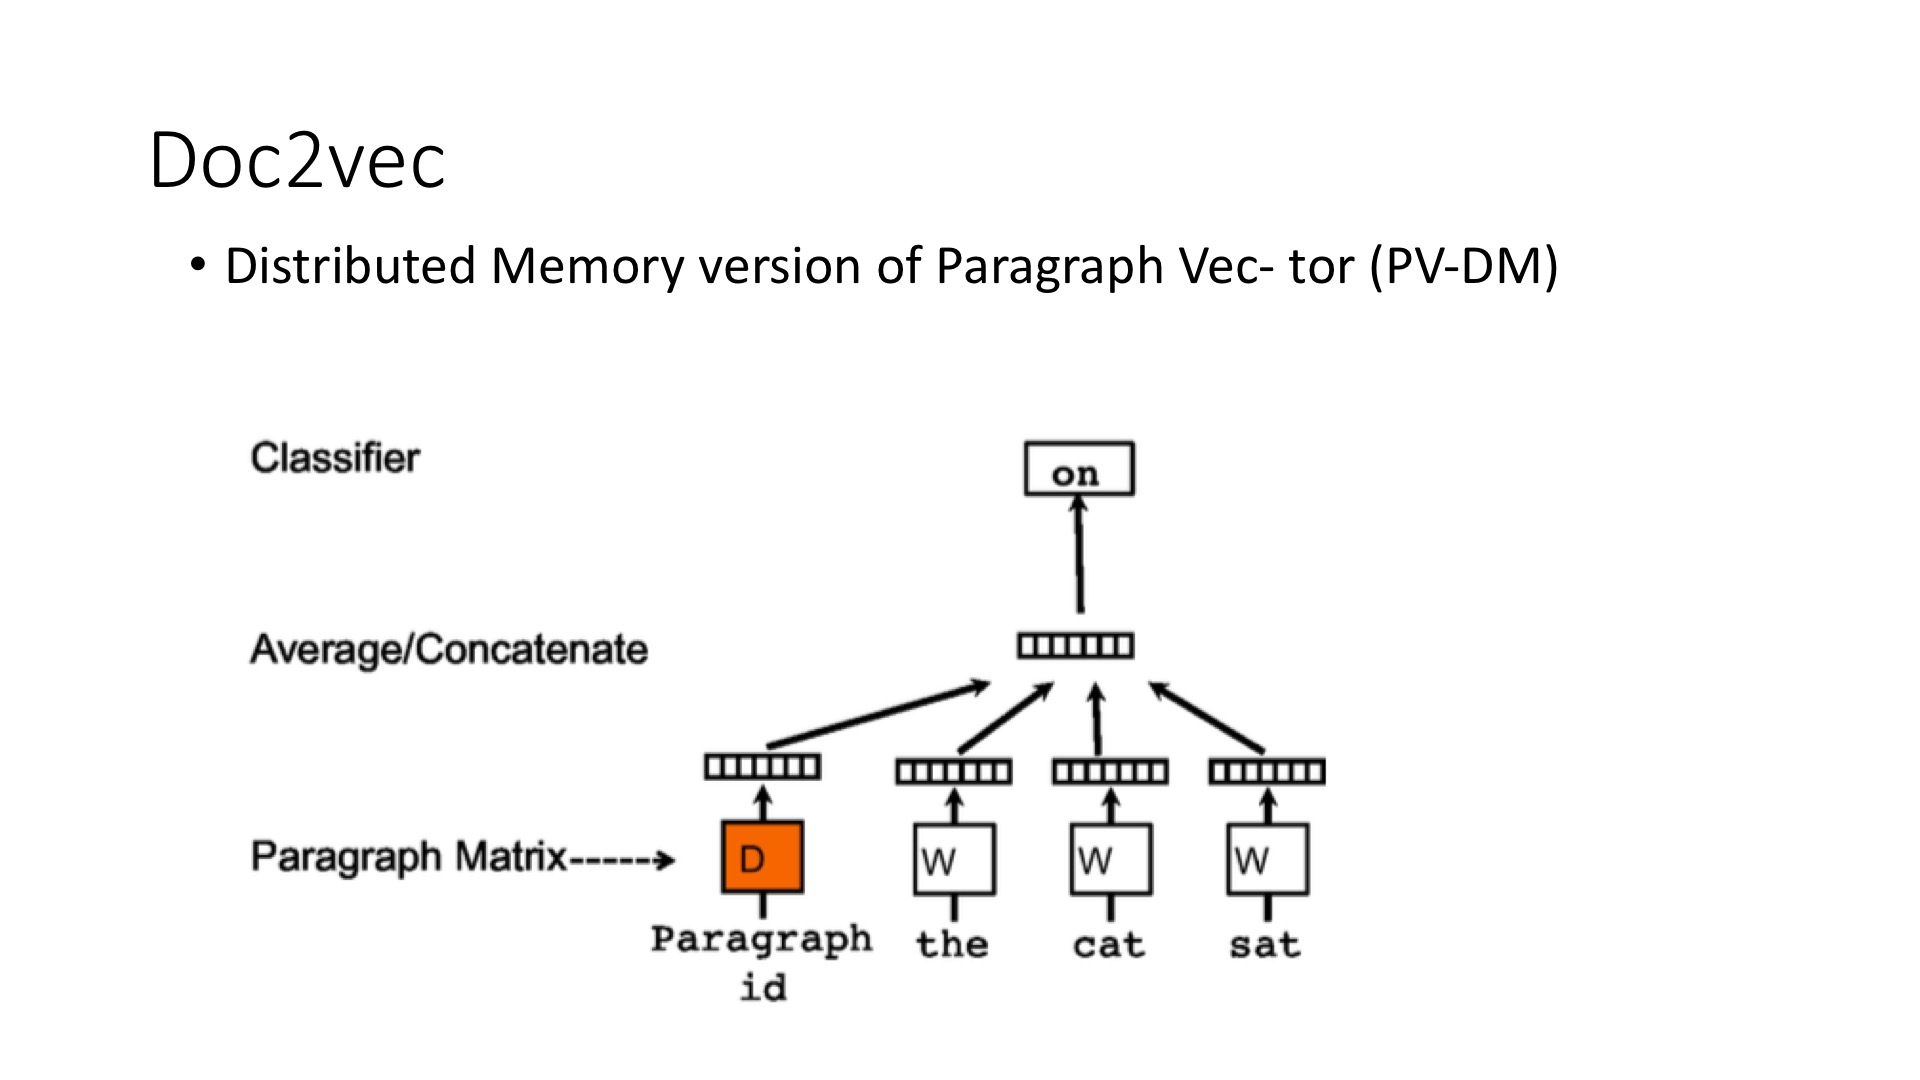 Doc2vec
• Distributed Memory version of Paragraph Vec- tor (PV-DM)
Classifier
on
Average/Concatenate
Paragraph Matrix
D W W W
Paragraph the cat sat
id